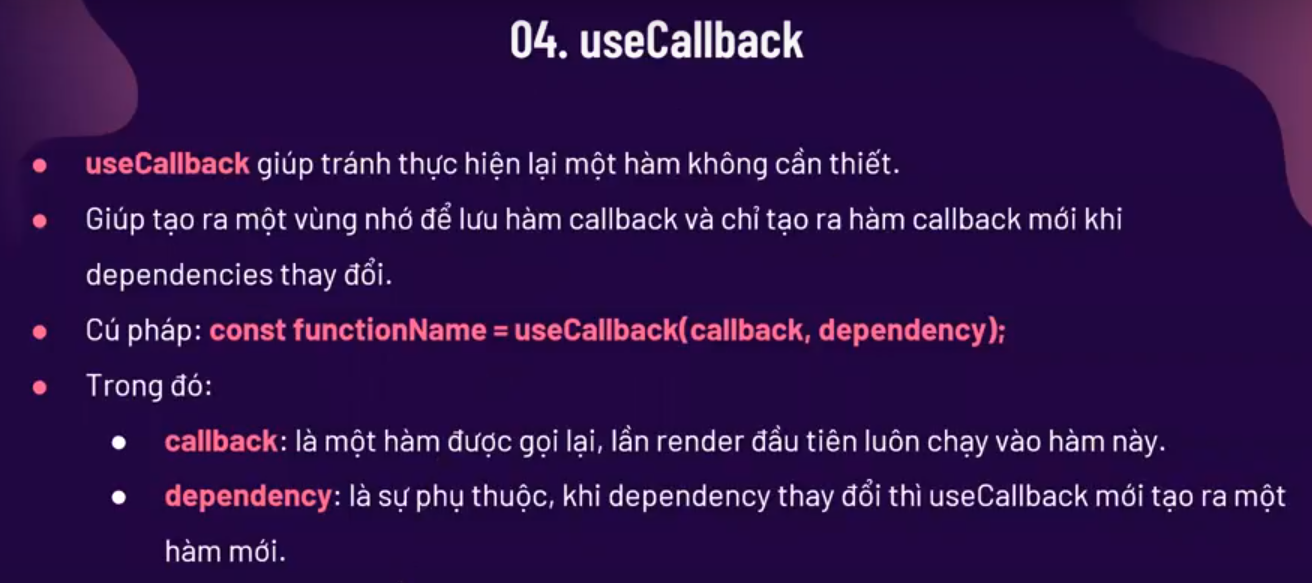 04. useCallback
useCallback giúp tránh thực hiện lại một hàm không cần thiết.
Giúp tạo ra một vùng nhớ để lưu hàm callback và chỉ tạo ra hàm callback mới khi
dependencies thay đổi.
Cú pháp: const functionName = useCallback(callback, dependency);
Trong đó:
callback: là một hàm được gọi lại, lần render đầu tiên luôn chạy vào hàm này.
dependency: là sự phụ thuộc, khi dependency thay đổi thì useCallback mới tạo ra một
hàm mới.